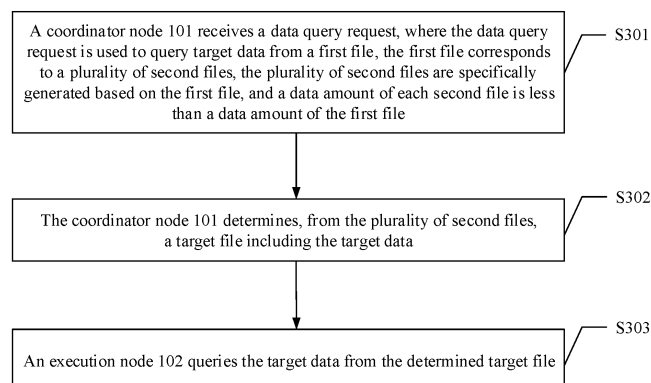 A coordinator node 101 receives a data query request, where the data query
request is used to query target data from a first file, the first file corresponds
to a plurality of second files, the plurality of second files are specifically
generated based on the first file, and a data amount of each second file is less
than a data amount of the first file
S301
The coordinator node 101 determines, from the plurality of second files,
a target file including the target data
S302
An execution node 102 queries the target data from the determined target file
S303